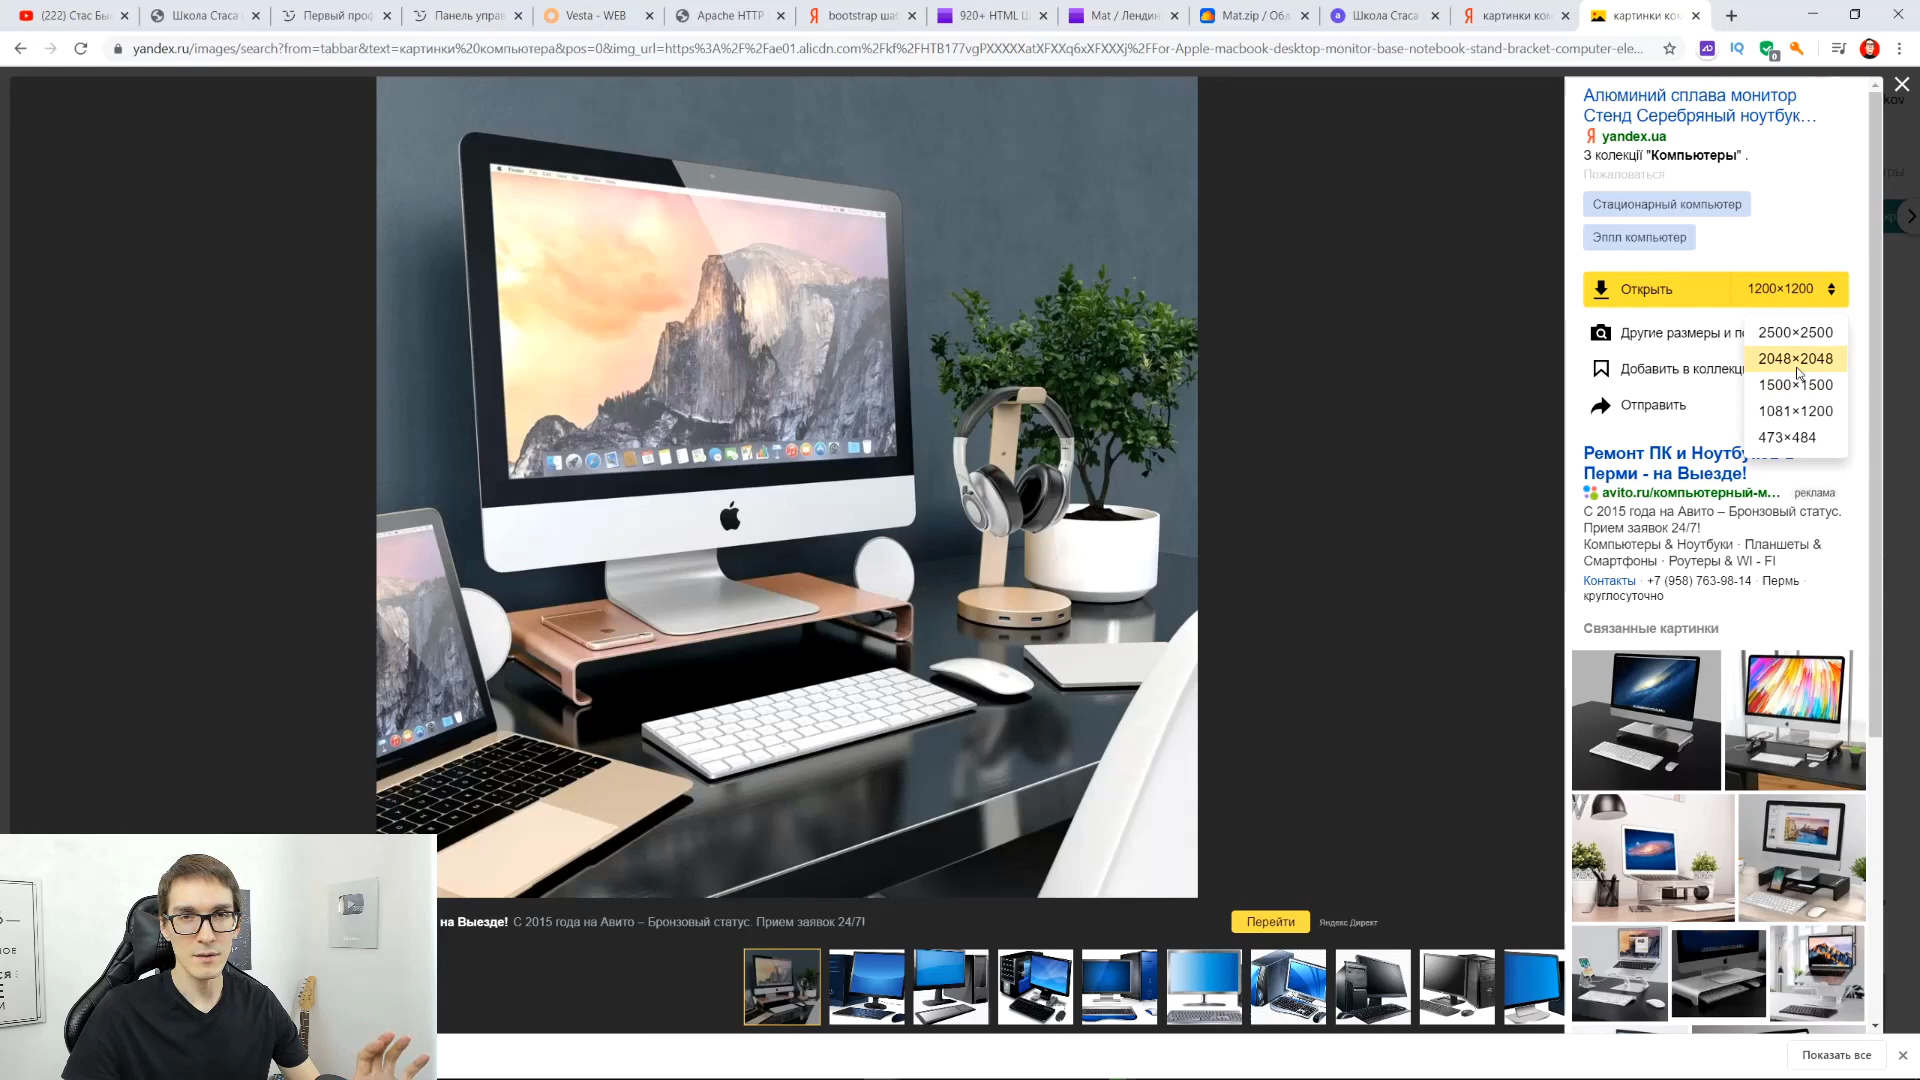 (222) Стас Бы
Школа Стаса
Первый проф
Панель управ
Vesta - WEB
Apache HTTP
bootstrap ша
920+ HTML Ш
Mat / Лендин
Mat.zip / Обл
Школа Стаса
картинки ком
картинки ком
yandex.ru/images/search?from=tabbar&text=картинки%20компьютера&pos=0&img_url=https%3A%2F%2Fae01.alicdn.com%2Fkf%2FHTB177vgPXXXXXatXFXXq6xXFXXXj%2FFor-Apple-macbook-desktop-monitor-base-notebook-stand-bracket-computer-ele...
Алюминий сплава монитор
Стенд Серебряный ноутбук...
yandex.ua
З колекції "Компьютеры" .
Пожаловаться
Стационарный компьютер
Эппл компьютер
Открыть
1200×1200
Другие размеры и по
2500×2500
2048×2048
Добавить в коллекц
1500×1500
Отправить
1081×1200
473×484
Ремонт ПК и Ноутбуков в
Перми - на Выезде!
avito.ru/компьютерный-м...
реклама
С 2015 года на Авито – Бронзовый статус.
Прием заявок 24/7!
Компьютеры & Ноутбуки · Планшеты &
Смартфоны · Роутеры & WI - FI
Контакты · +7 (958) 763-98-14 · Пермь ·
круглосуточно
Связанные картинки
на Выезде! С 2015 года на Авито – Бронзовый статус. Прием заявок 24/7!
Перейти
Яндекс Директ
Показать все